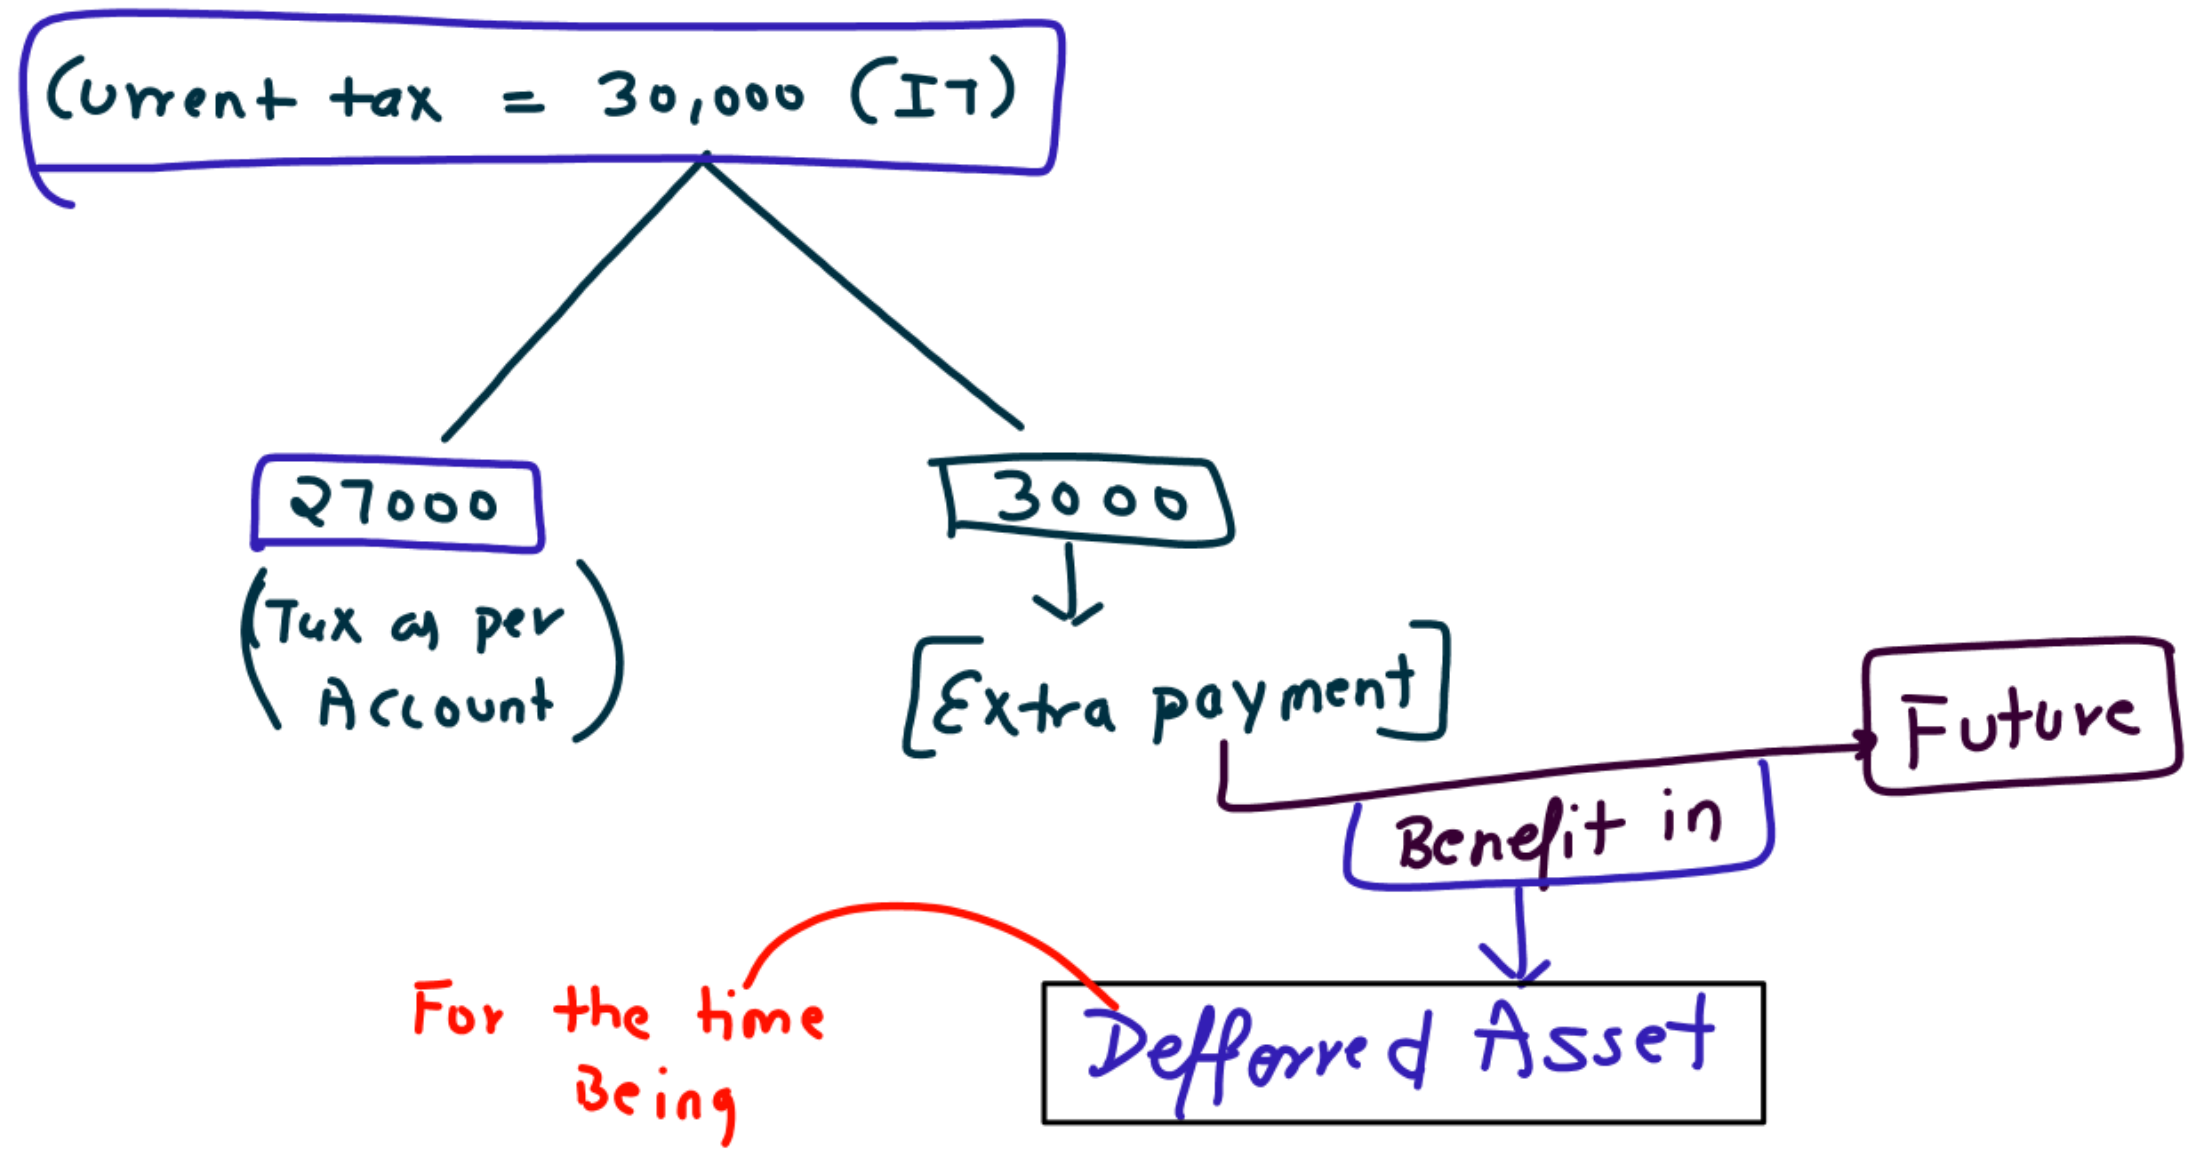 Current tax = 30,000 (IT)
27000
3000
(Tax as per
Account)
[Extra payment]
Future
Benefit in
For the time
Being
Defforred Asset